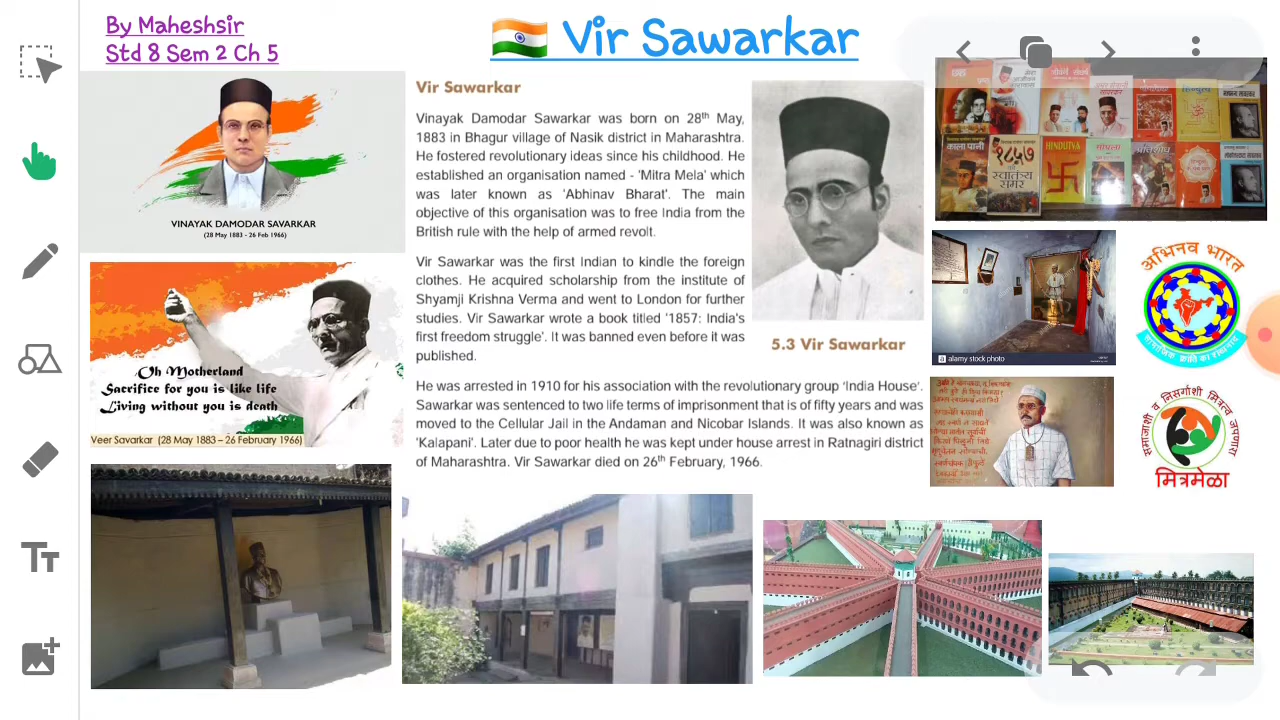 By Maheshsir
Std 8 Sem 2 Ch 5
Vir Sawarkar
VINAYAK DAMODAR SAVARKAR
(28 May 1883 - 26 Feb 1966)
Oh Motherland
Sacrifice for you is like life
Living without you is death
Veer Savarkar (28 May 1883 – 26 February 1966)
Vir Sawarkar
Vinayak Damodar Sawarkar was born on 28th May,
1883 in Bhagur village of Nasik district in Maharashtra.
He fostered revolutionary ideas since his childhood. He
established an organisation named - 'Mitra Mela' which
was later known as 'Abhinav Bharat'. The main
objective of this organisation was to free India from the
British rule with the help of armed revolt.
Vir Sawarkar was the first Indian to kindle the foreign
clothes. He acquired scholarship from the institute of
Shyamji Krishna Verma and went to London for further
studies. Vir Sawarkar wrote a book titled '1857: India's
first freedom struggle'. It was banned even before it was
published.
5.3 Vir Sawarkar
He was arrested in 1910 for his association with the revolutionary group 'India House'.
Sawarkar was sentenced to two life terms of imprisonment that is of fifty years and was
moved to the Cellular Jail in the Andaman and Nicobar Islands. It was also known as
'Kalapani'. Later due to poor health he was kept under house arrest in Ratnagiri district
of Maharashtra. Vir Sawarkar died on 26th February, 1966.
काला पानी
१८५७
स्वातंत्र्य
समर
HINDUTVA
alamy stock photo
अभिनव भारत
समाजाशी व निसर्गाशी मित्रत्व जपणारा
मित्रमेळा
Tт